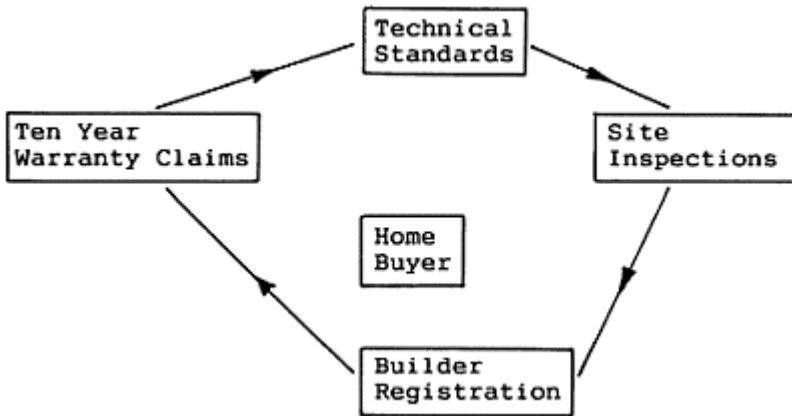 Technical
Standards
Ten Year
Warranty Claims
Site
Inspections
Home
Buyer
Builder
Registration